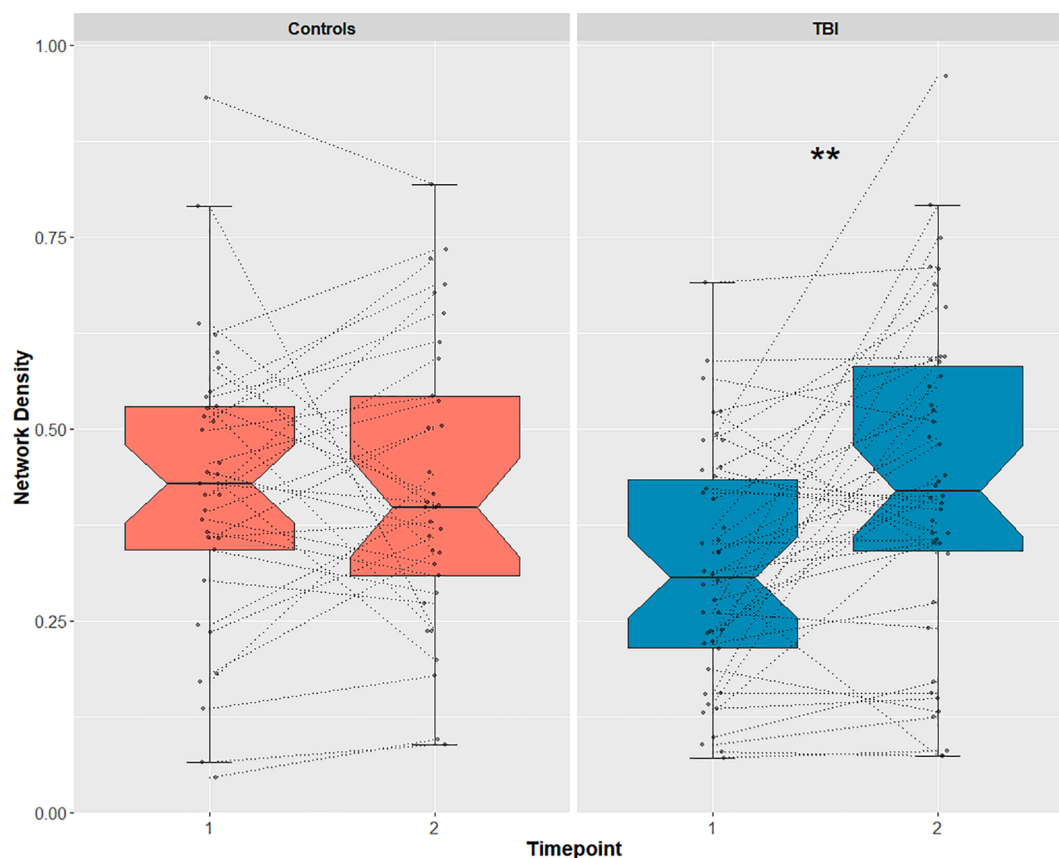 Controls
TBI
1.00
0.75
0.50
0.25
0.00
Network Density
**
1
2
1
2
Timepoint